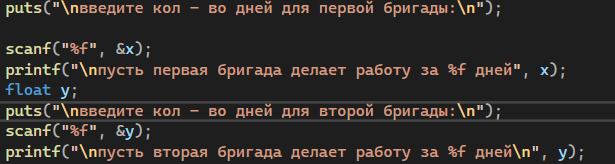 puts("\nвведите кол - во дней для первой бригады:\n");
scanf("%f", &x);
printf("\nпусть первая бригада делает работу за %f дней", x);
float y;
puts("\nвведите кол - во дней для второй бригады:\n");
scanf("%f", &y);
printf("\nпусть вторая бригада делает работу за %f дней\n", y);